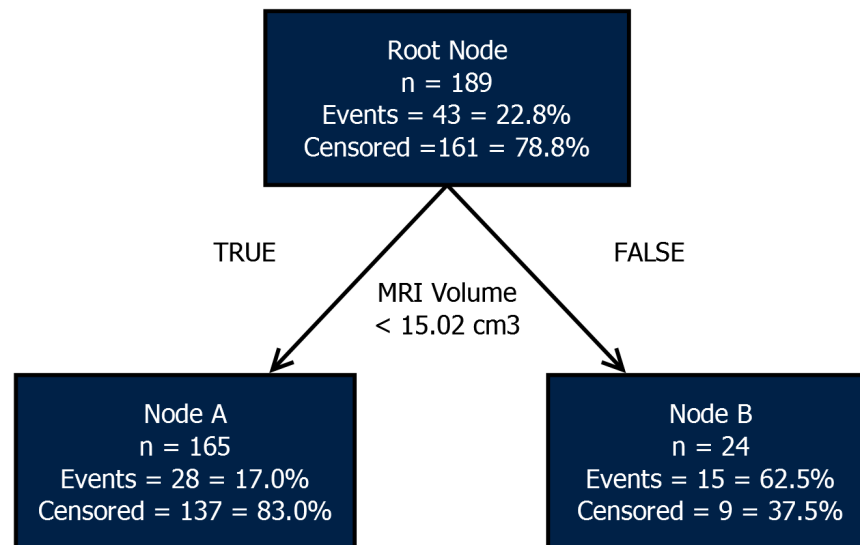 Root Node
n = 189
Events = 43 = 22.8%
Censored =161 = 78.8%
TRUE
FALSE
MRI Volume
< 15.02 cm3
Node A
n = 165
Events = 28 = 17.0%
Censored = 137 = 83.0%
Node B
n = 24
Events = 15 = 62.5%
Censored = 9 = 37.5%